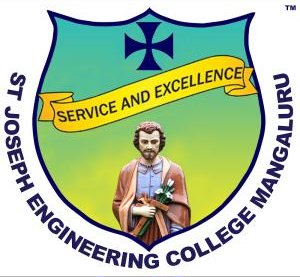 TM
SERVICE AND EXCELLENCE
ST JOSEPH ENGINEERING COLLEGE MANGALURU